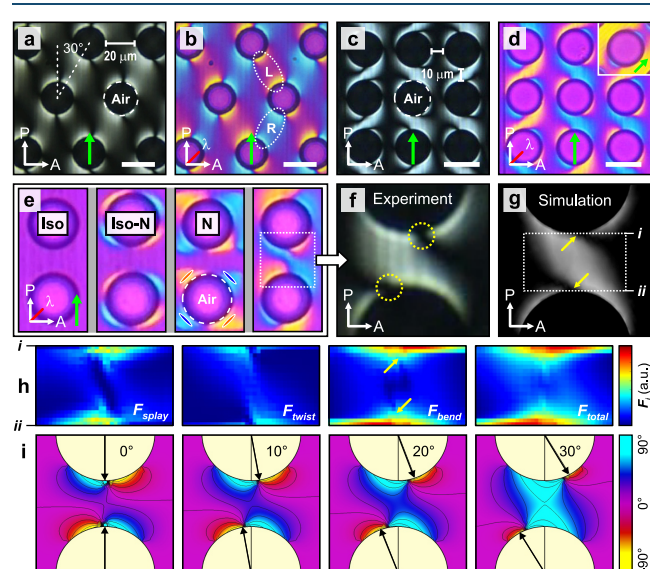 a
30°
20 μm
Air
P
A
b
L
R
P
λ
A
c
10 μm
Air
P
A
d
P
λ
A
e
Iso
Iso-N
N
P
λ
A
Air
f
Experiment
g
Simulation
i
ii
P
A
i
h
ii
F_splay
F_twist
F_bend
F_total
F_i (a.u.)
i
0°
10°
20°
30°
90°
0°
-90°